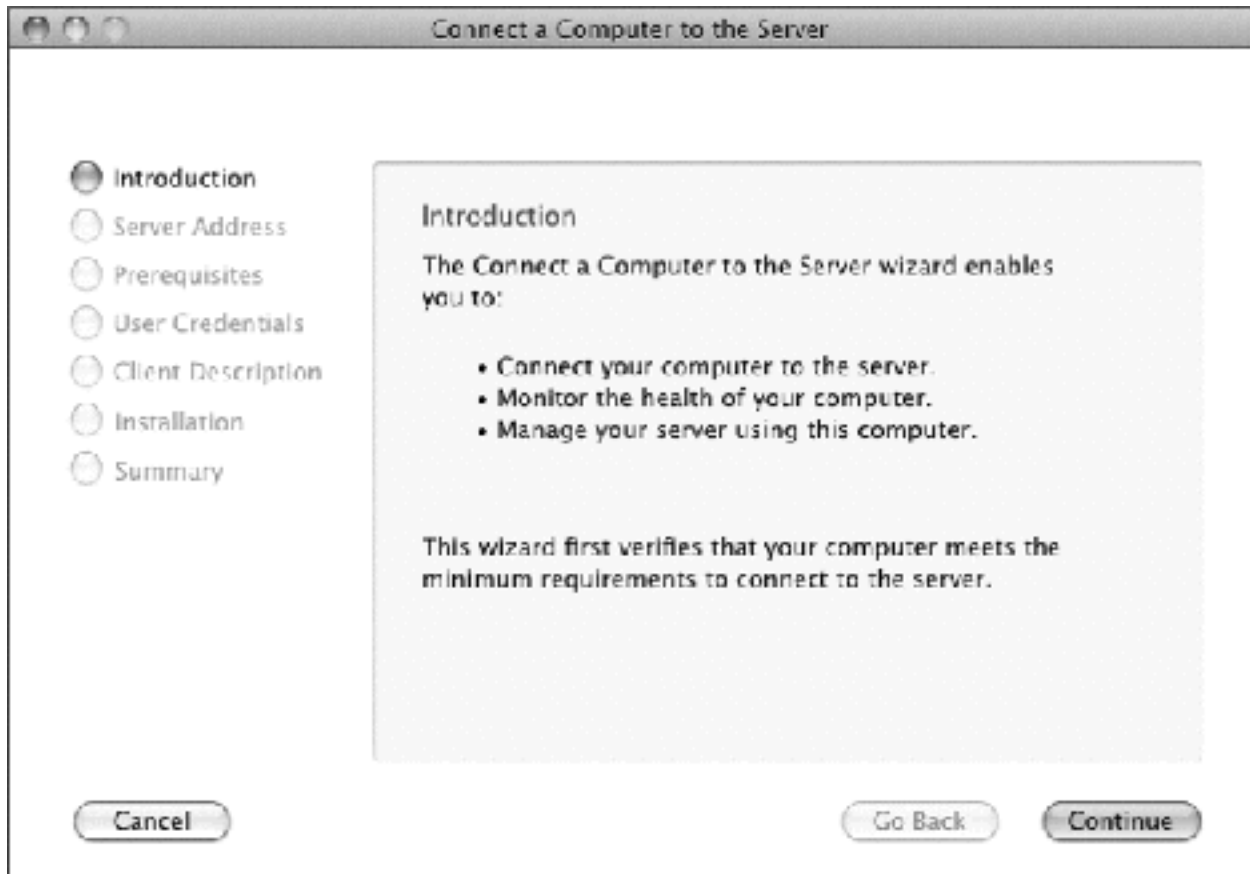 Connect a Computer to the Server
Introduction
Server Address
Prerequisites
User Credentials
Client Description
Installation
Summary
Introduction
The Connect a Computer to the Server wizard enables
you to:
• Connect your computer to the server.
• Monitor the health of your computer.
• Manage your server using this computer.
This wizard first verifies that your computer meets the
minimum requirements to connect to the server.
Cancel
Go Back
Continue